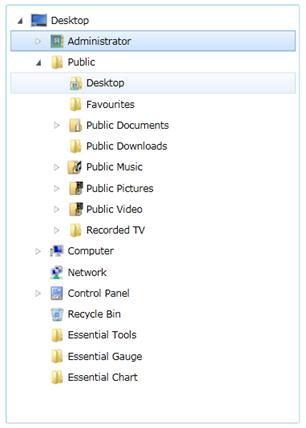 Desktop
Administrator
Public
Desktop
Favourites
Public Documents
Public Downloads
Public Music
Public Pictures
Public Video
Recorded TV
Computer
Network
Control Panel
Recycle Bin
Essential Tools
Essential Gauge
Essential Chart